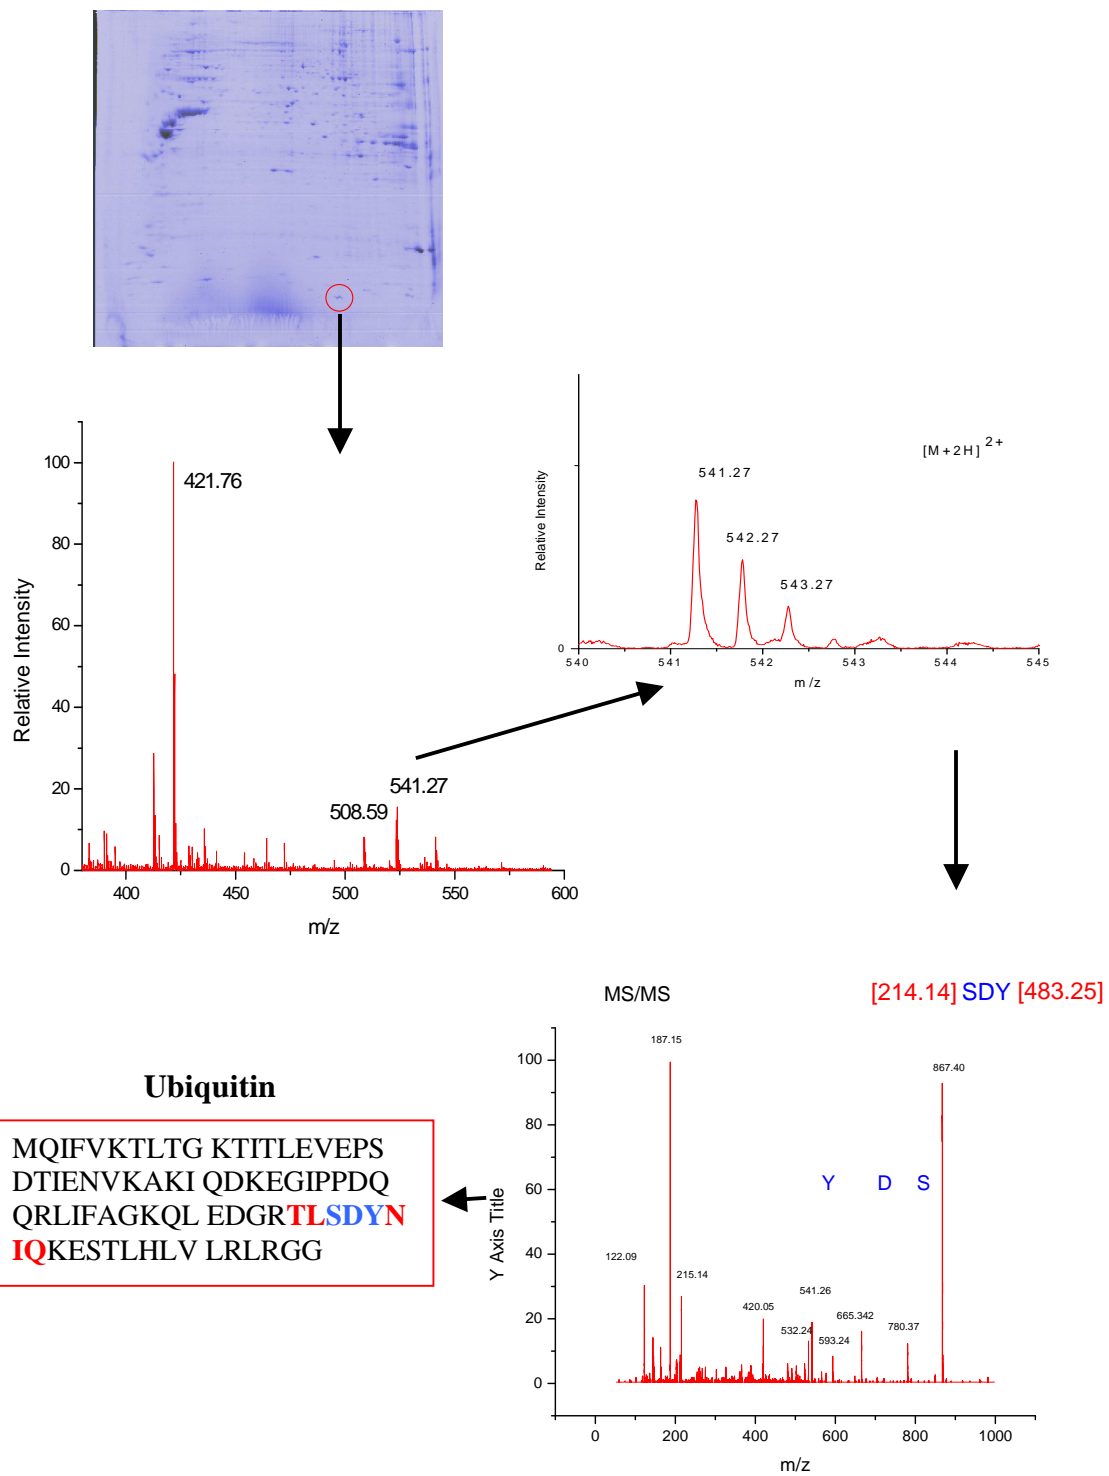 100
80
60
40
20
0
Relative Intensity
421.76
508.59
541.27
400 450 500 550 600
m/z
Relative Intensity
0
541.27
542.27
543.27
[M+2H] 2+
540 541 542 543 544 545
m/z
MS/MS
[214.14] SDY [483.25]
Ubiquitin
MQIFVKTLTG KTITLEVEPS
DTIENVKAKI QDKEGIPPDQ
QRLIFAGKQL EDGRTLSDYN
IQKESTLHLV LRLRGG
Y Axis Title
100
80
60
40
20
0
187.15
867.40
Y D S
122.09
215.14
420.05
541.26
532.24
593.24
665.342
780.37
0 200 400 600 800 1000
m/z